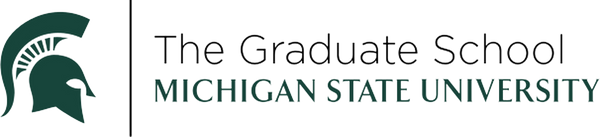 The Graduate School
MICHIGAN STATE UNIVERSITY